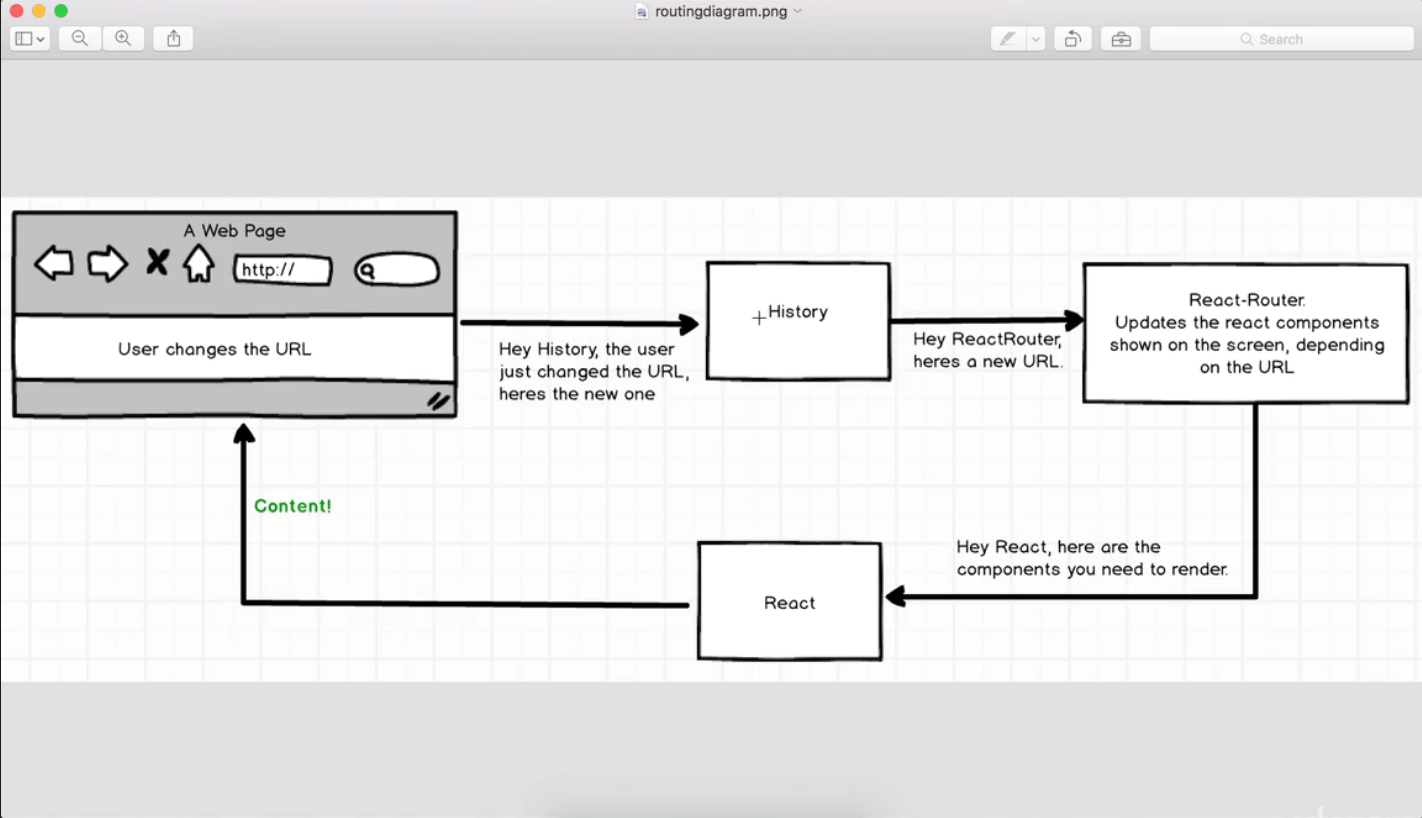 routingdiagram.png
Search
A Web Page
http://
User changes the URL
Hey History, the user
just changed the URL,
heres the new one
History
Hey ReactRouter,
heres a new URL.
React-Router.
Updates the react components
shown on the screen, depending
on the URL
Content!
Hey React, here are the
components you need to render.
React